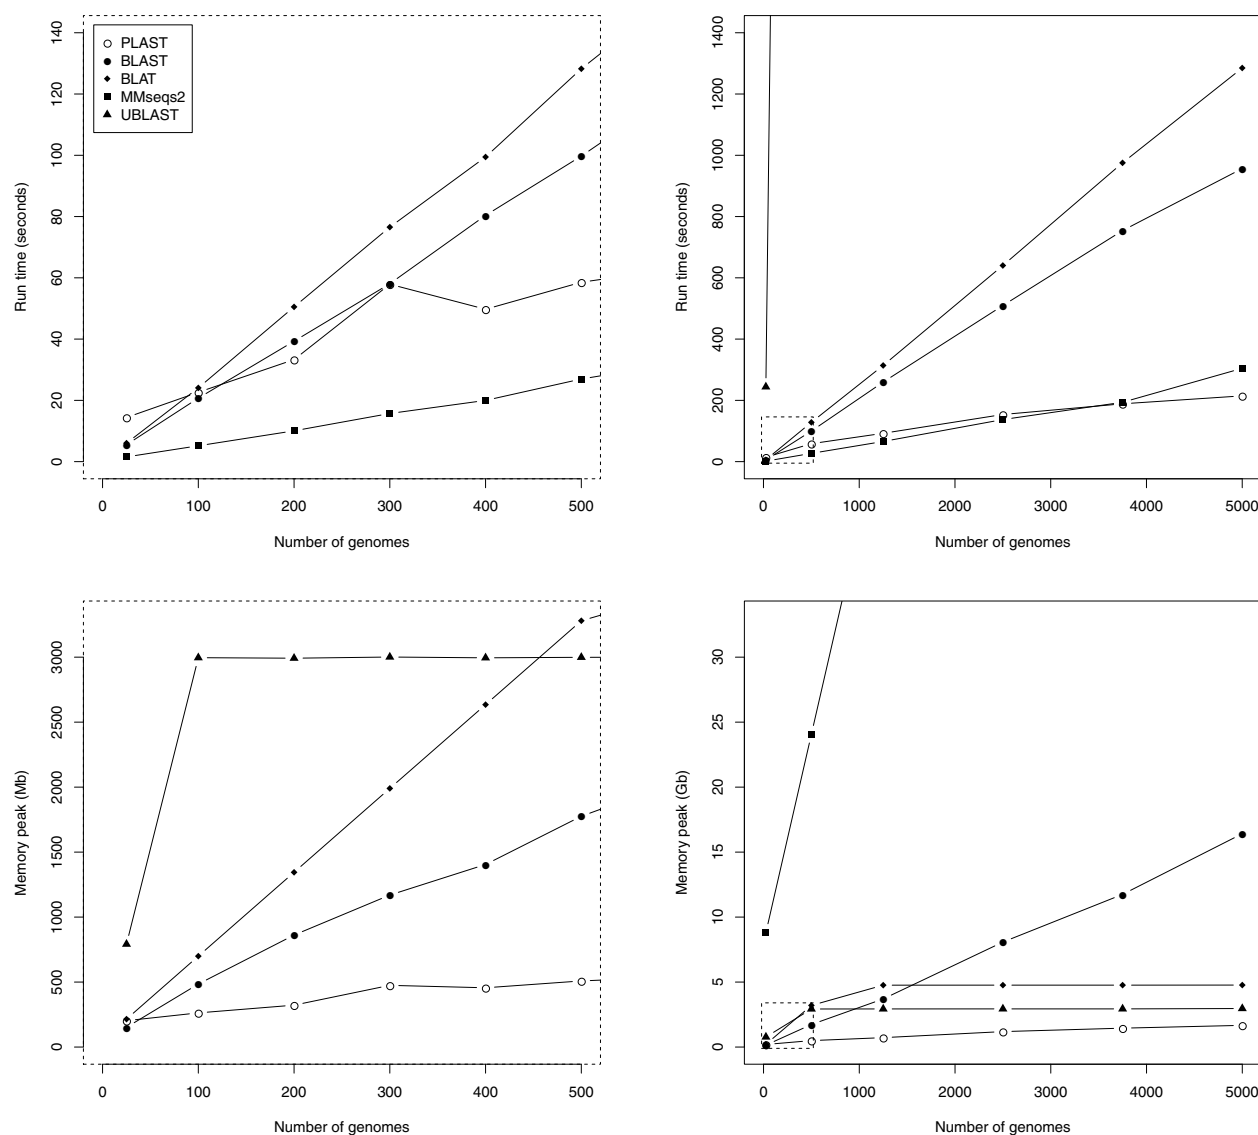 PLAST
BLAST
BLAT
MMseqs2
UBLAST
Run time (seconds)
0 20 40 60 80 100 120 140
0 100 200 300 400 500
Number of genomes
Run time (seconds)
0 200 400 600 800 1000 1200 1400
0 1000 2000 3000 4000 5000
Number of genomes
Memory peak (Mb)
0 500 1000 1500 2000 2500 3000
0 100 200 300 400 500
Number of genomes
Memory peak (Gb)
0 5 10 15 20 25 30
0 1000 2000 3000 4000 5000
Number of genomes